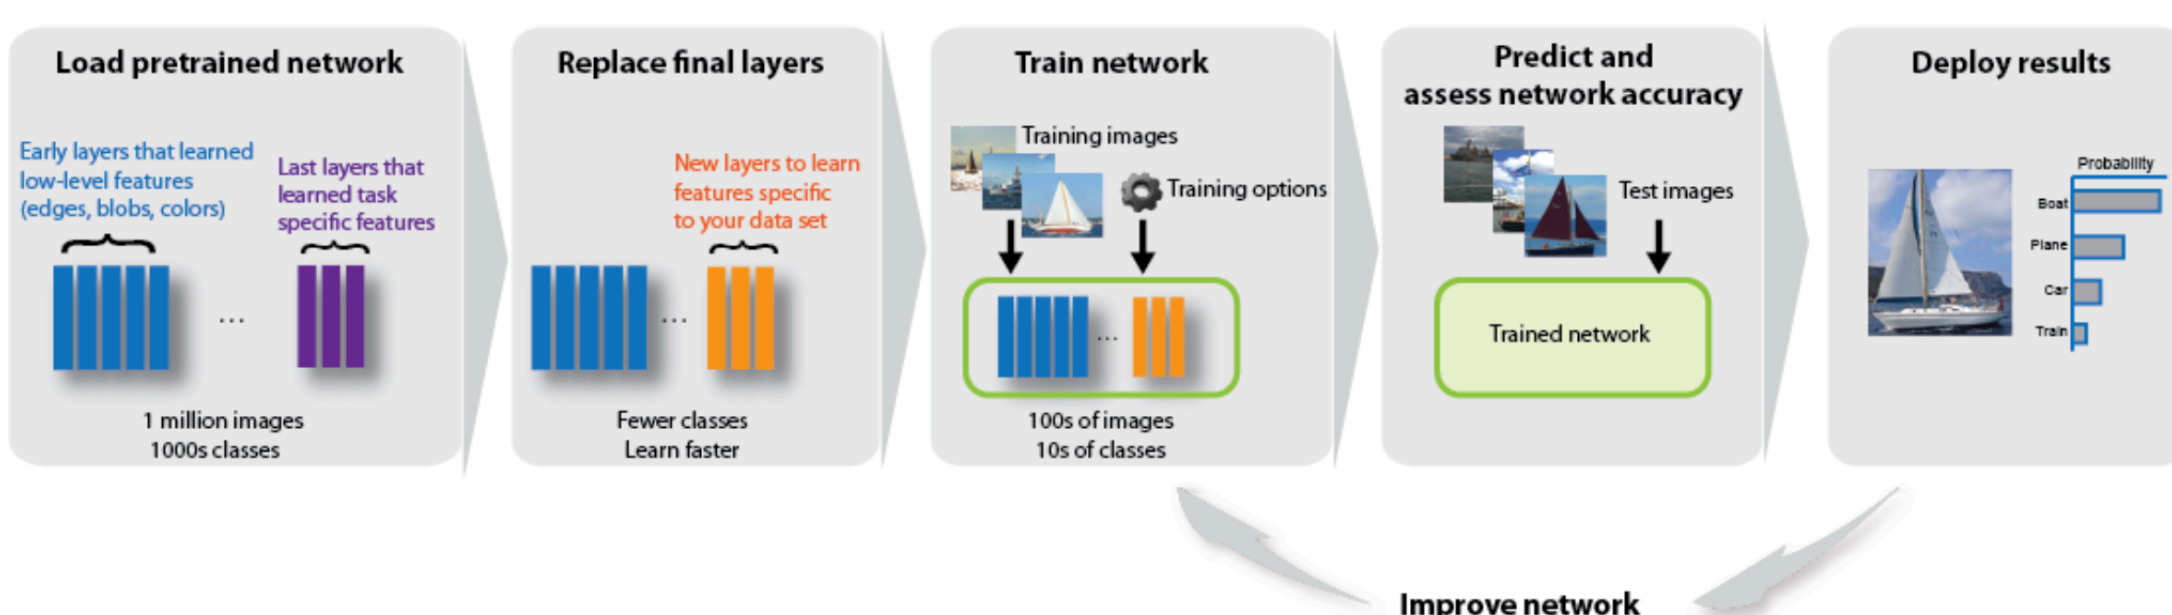 Load pretrained network
Early layers that learned
low-level features
(edges, blobs, colors)
Last layers that
learned task
specific features
...
1 million images
1000s classes
Replace final layers
New layers to learn
features specific
to your data set
...
Fewer classes
Learn faster
Train network
Training images
Training options
...
100s of images
10s of classes
Predict and
assess network accuracy
Test images
Trained network
Deploy results
Probability
Boat
Plane
Car
Train
Improve network